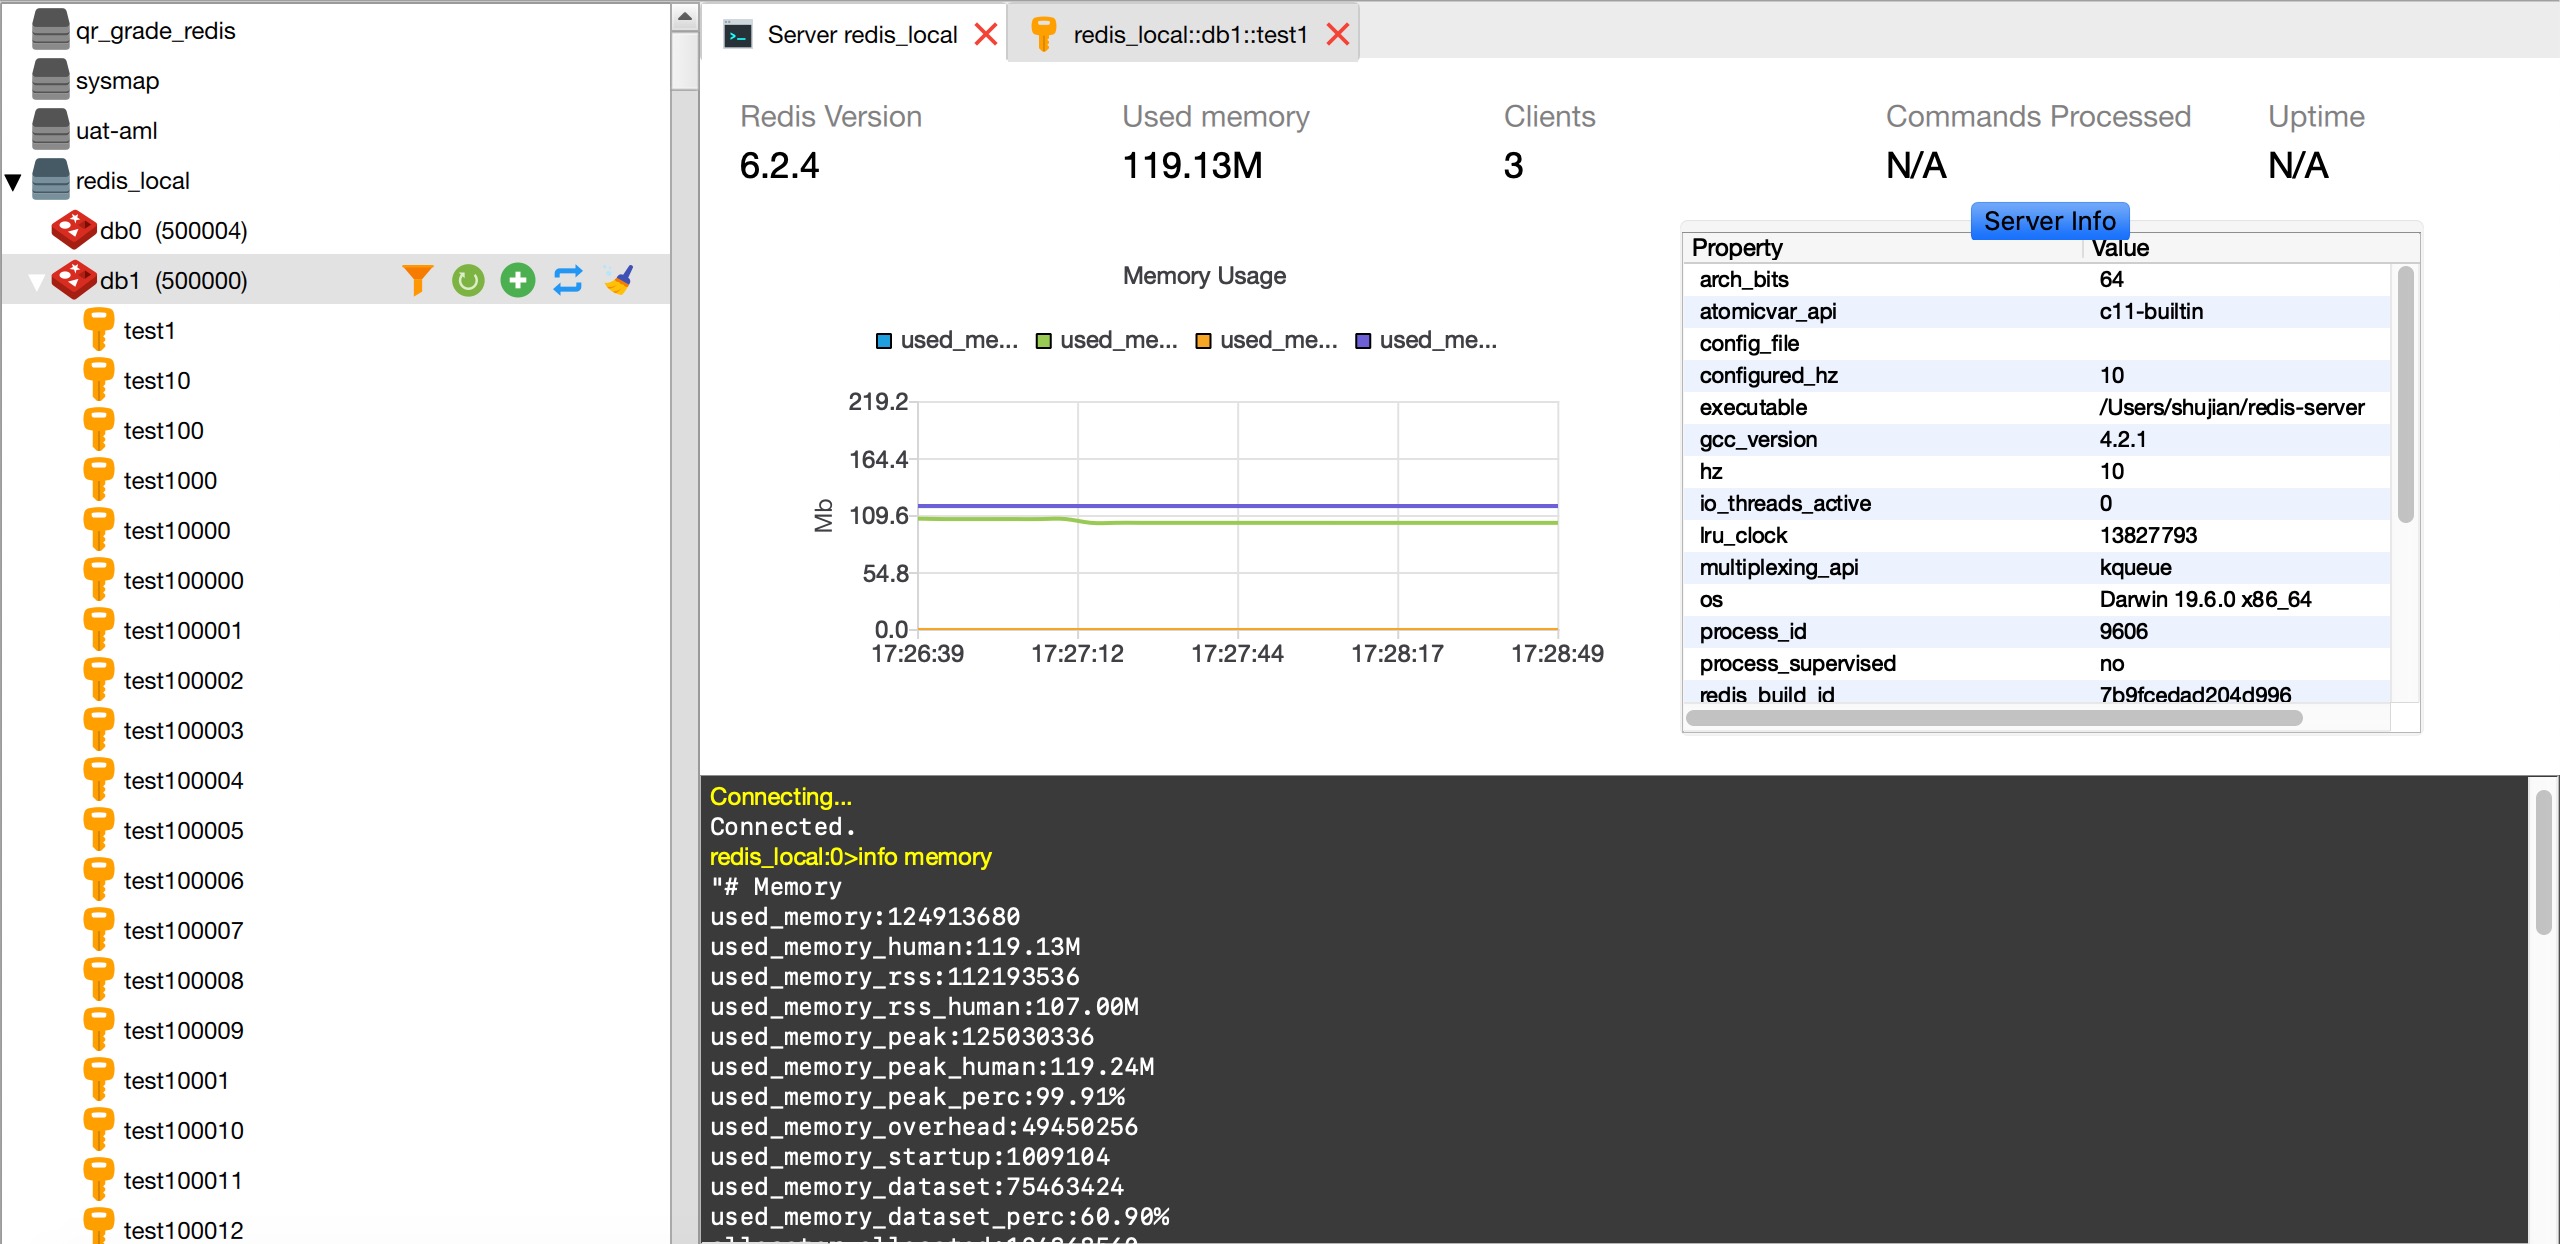 qr_grade_redis
sysmap
uat-aml
redis_local
db0 (500004)
db1 (500000)
test1
test10
test100
test1000
test10000
test100000
test100001
test100002
test100003
test100004
test100005
test100006
test100007
test100008
test100009
test10001
test100010
test100011
test100012
Server redis_local
redis_local::db1::test1
Redis Version
6.2.4
Used memory
119.13M
Clients
3
Commands Processed
N/A
Uptime
N/A
Memory Usage
used_me... used_me... used_me... used_me...
Mb
219.2
164.4
109.6
54.8
0.0
17:26:39 17:27:12 17:27:44 17:28:17 17:28:49
Server Info
Property Value
arch_bits 64
atomicvar_api c11-builtin
config_file
configured_hz 10
executable /Users/shujian/redis-server
gcc_version 4.2.1
hz 10
io_threads_active 0
lru_clock 13827793
multiplexing_api kqueue
os Darwin 19.6.0 x86_64
process_id 9606
process_supervised no
redis_build_id 7b9fcedad204d996
Connecting...
Connected.
redis_local:0>info memory
"# Memory
used_memory:124913680
used_memory_human:119.13M
used_memory_rss:112193536
used_memory_rss_human:107.00M
used_memory_peak:125030336
used_memory_peak_human:119.24M
used_memory_peak_perc:99.91%
used_memory_overhead:49450256
used_memory_startup:1009104
used_memory_dataset:75463424
used_memory_dataset_perc:60.90%